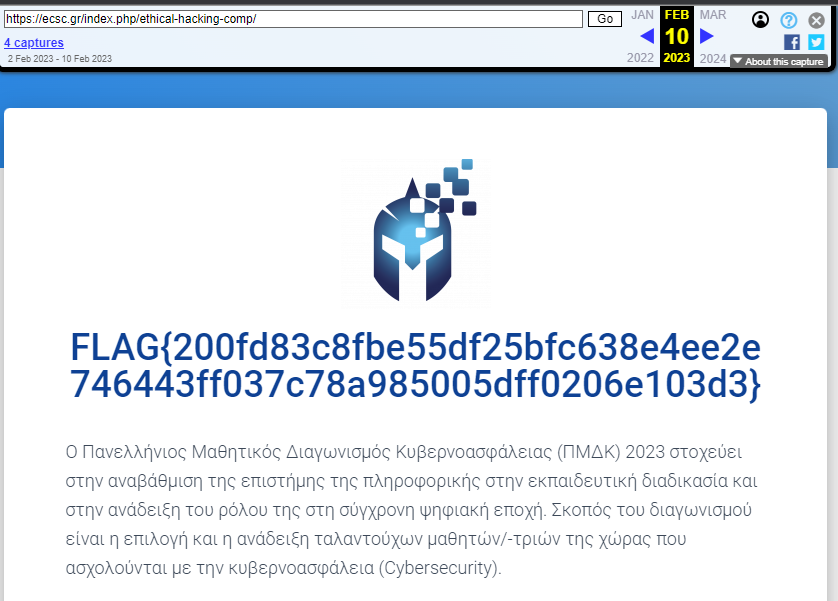 https://ecsc.gr/index.php/ethical-hacking-comp/ Go JAN FEB MAR
4 captures 10
2 Feb 2023 - 10 Feb 2023 2022 2023 2024 About this capture
FLAG{200fd83c8fbe55df25bfc638e4ee2e
746443ff037c78a985005dff0206e103d3}
Ο Πανελλήνιος Μαθητικός Διαγωνισμός Κυβερνοασφάλειας (ΠΜΔΚ) 2023 στοχεύει
στην αναβάθμιση της επιστήμης της πληροφορικής στην εκπαιδευτική διαδικασία και
στην ανάδειξη του ρόλου της στη σύγχρονη ψηφιακή εποχή. Σκοπός του διαγωνισμού
είναι η επιλογή και η ανάδειξη ταλαντούχων μαθητών/-τριών της χώρας που
ασχολούνται με την κυβερνοασφάλεια (Cybersecurity).